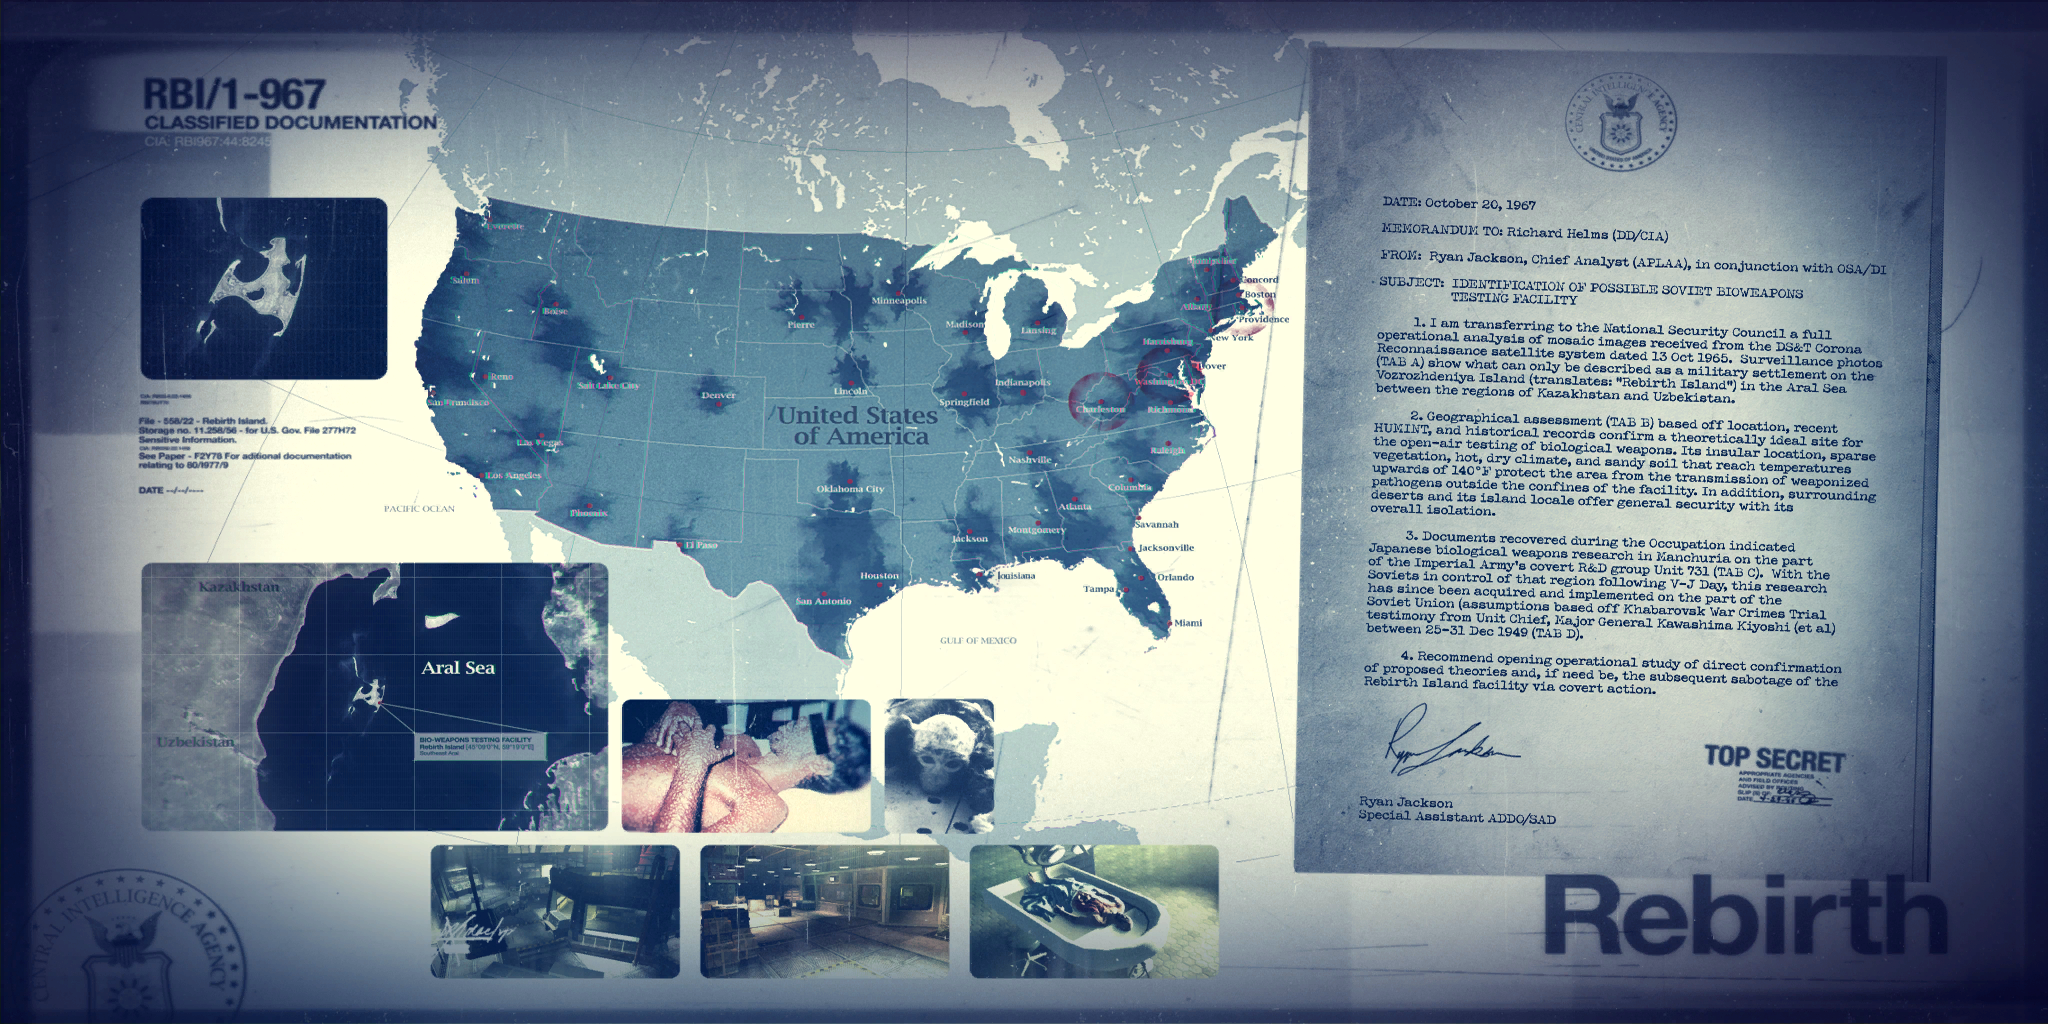 RBI/1-967
CLASSIFIED DOCUMENTATION
CIA: RBI967:44:8245
File - 558/22 - Rebirth Island.
Storage no. 11.258/56 - for U.S. Gov. File 277H72
Sensitive Information.
See Paper - F2Y78 For aditional documentation
relating to 80/1977/9
DATE --/--/----
Salem
Boise
Reno
San Francisco
Salt Lake City
Las Vegas
Los Angeles
Phoenix
El Paso
Denver
Pierre
Minneapolis
Lincoln
Madison
Lansing
Springfield
Indianapolis
United States
of America
Oklahoma City
Nashville
Charleston
Washington DC
Richmond
Raleigh
Columbia
Atlanta
Montgomery
Jackson
Savannah
Jacksonville
Orlando
Tampa
Miami
Louisiana
Houston
San Antonio
Harrisburg
Dover
New York
Providence
Boston
Concord
Albany
PACIFIC OCEAN
GULF OF MEXICO
Kazakhstan
Aral Sea
Uzbekistan
BIO-WEAPONS TESTING FACILITY
Rebirth Island [45°09'0"N, 59°19'0"E]
Southeast Aral
CENTRAL INTELLIGENCE AGENCY
CENTRAL INTELLIGENCE AGENCY
UNITED STATES OF AMERICA
DATE: October 20, 1967
MEMORANDUM TO: Richard Helms (DD/CIA)
FROM: Ryan Jackson, Chief Analyst (APLAA), in conjunction with OSA/DI
SUBJECT: IDENTIFICATION OF POSSIBLE SOVIET BIOWEAPONS
TESTING FACILITY
1. I am transferring to the National Security Council a full
operational analysis of mosaic images received from the DS&T Corona
Reconnaissance satellite system dated 13 Oct 1965. Surveillance photos
(TAB A) show what can only be described as a military settlement on the
Vozrozhdeniya Island (translates: "Rebirth Island") in the Aral Sea
between the regions of Kazakhstan and Uzbekistan.
2. Geographical assessment (TAB B) based off location, recent
HUMINT, and historical records confirm a theoretically ideal site for
the open-air testing of biological weapons. Its insular location, sparse
vegetation, hot, dry climate, and sandy soil that reach temperatures
upwards of 140°F protect the area from the transmission of weaponized
pathogens outside the confines of the facility. In addition, surrounding
deserts and its island locale offer general security with its
overall isolation.
3. Documents recovered during the Occupation indicated
Japanese biological weapons research in Manchuria on the part
of the Imperial Army's covert R&D group Unit 731 (TAB C). With the
Soviets in control of that region following V-J Day, this research
has since been acquired and implemented on the part of the
Soviet Union (assumptions based off Khabarovsk War Crimes Trial
testimony from Unit Chief, Major General Kawashima Kiyoshi (et al)
between 25-31 Dec 1949 (TAB D).
4. Recommend opening operational study of direct confirmation
of proposed theories and, if need be, the subsequent sabotage of the
Rebirth Island facility via covert action.
Ryan Jackson
Ryan Jackson
Special Assistant ADDO/SAD
TOP SECRET
APPROPRIATE AGENCIES
AND FIELD OFFICES
ADVISED BY ROUTING
SLIP (S) OF
DATE
Rebirth